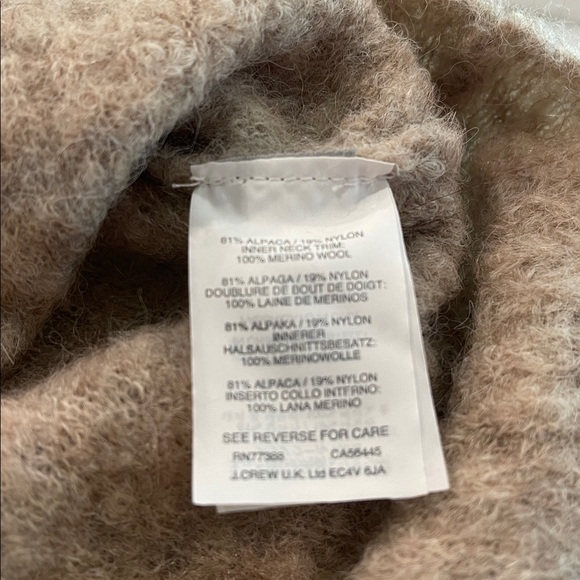 81% ALPACA / 19% NYLON
INNER NECK TRIM:
100% MERINO WOOL
81% ALPAGA / 19% NYLON
DOUBLURE DE BOUT DE DOIGT:
100% LAINE DE MERINOS
81% ALPAKA / 19% NYLON
INNERER
HALSAUSCHNITTSBESATZ:
100% MERINOWOLLE
81% ALPACA / 19% NYLON
INSERTO COLLO INTERNO:
100% LANA MERINO
SEE REVERSE FOR CARE
RN77388 CA56445
J.CREW U.K. Ltd EC4V 6JA